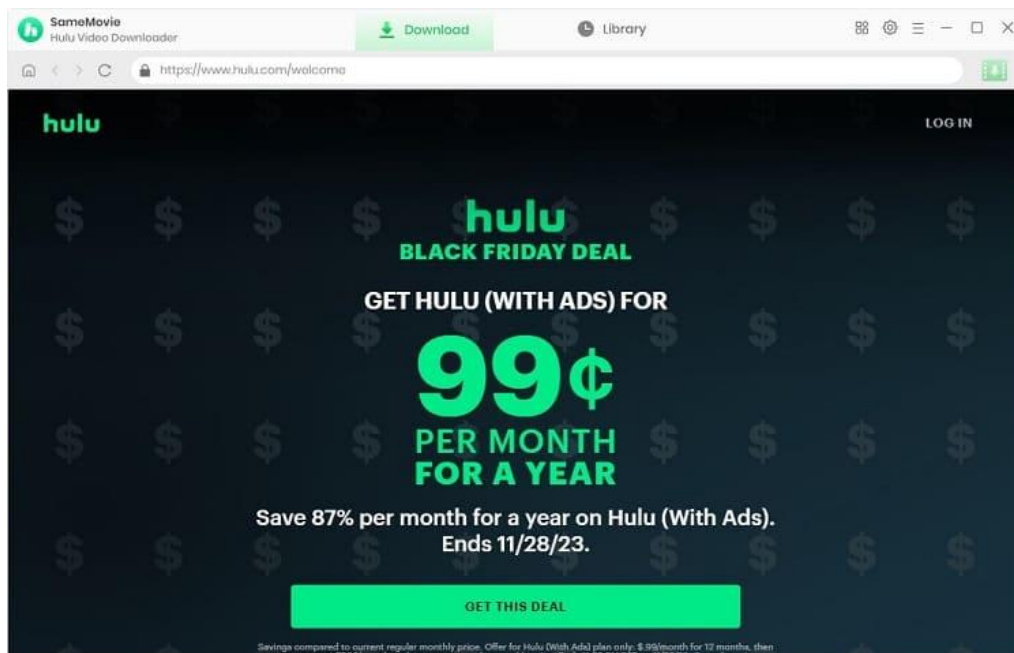 SameMovie
Hulu Video Downloader
Download
Library
https://www.hulu.com/welcome
hulu
LOG IN
hulu
BLACK FRIDAY DEAL
GET HULU (WITH ADS) FOR
99¢
PER MONTH
FOR A YEAR
Save 87% per month for a year on Hulu (With Ads).
Ends 11/28/23.
GET THIS DEAL
Savings compared to current regular monthly price. Offer for Hulu (With Ads) plan only: $.99/month for 12 months, then